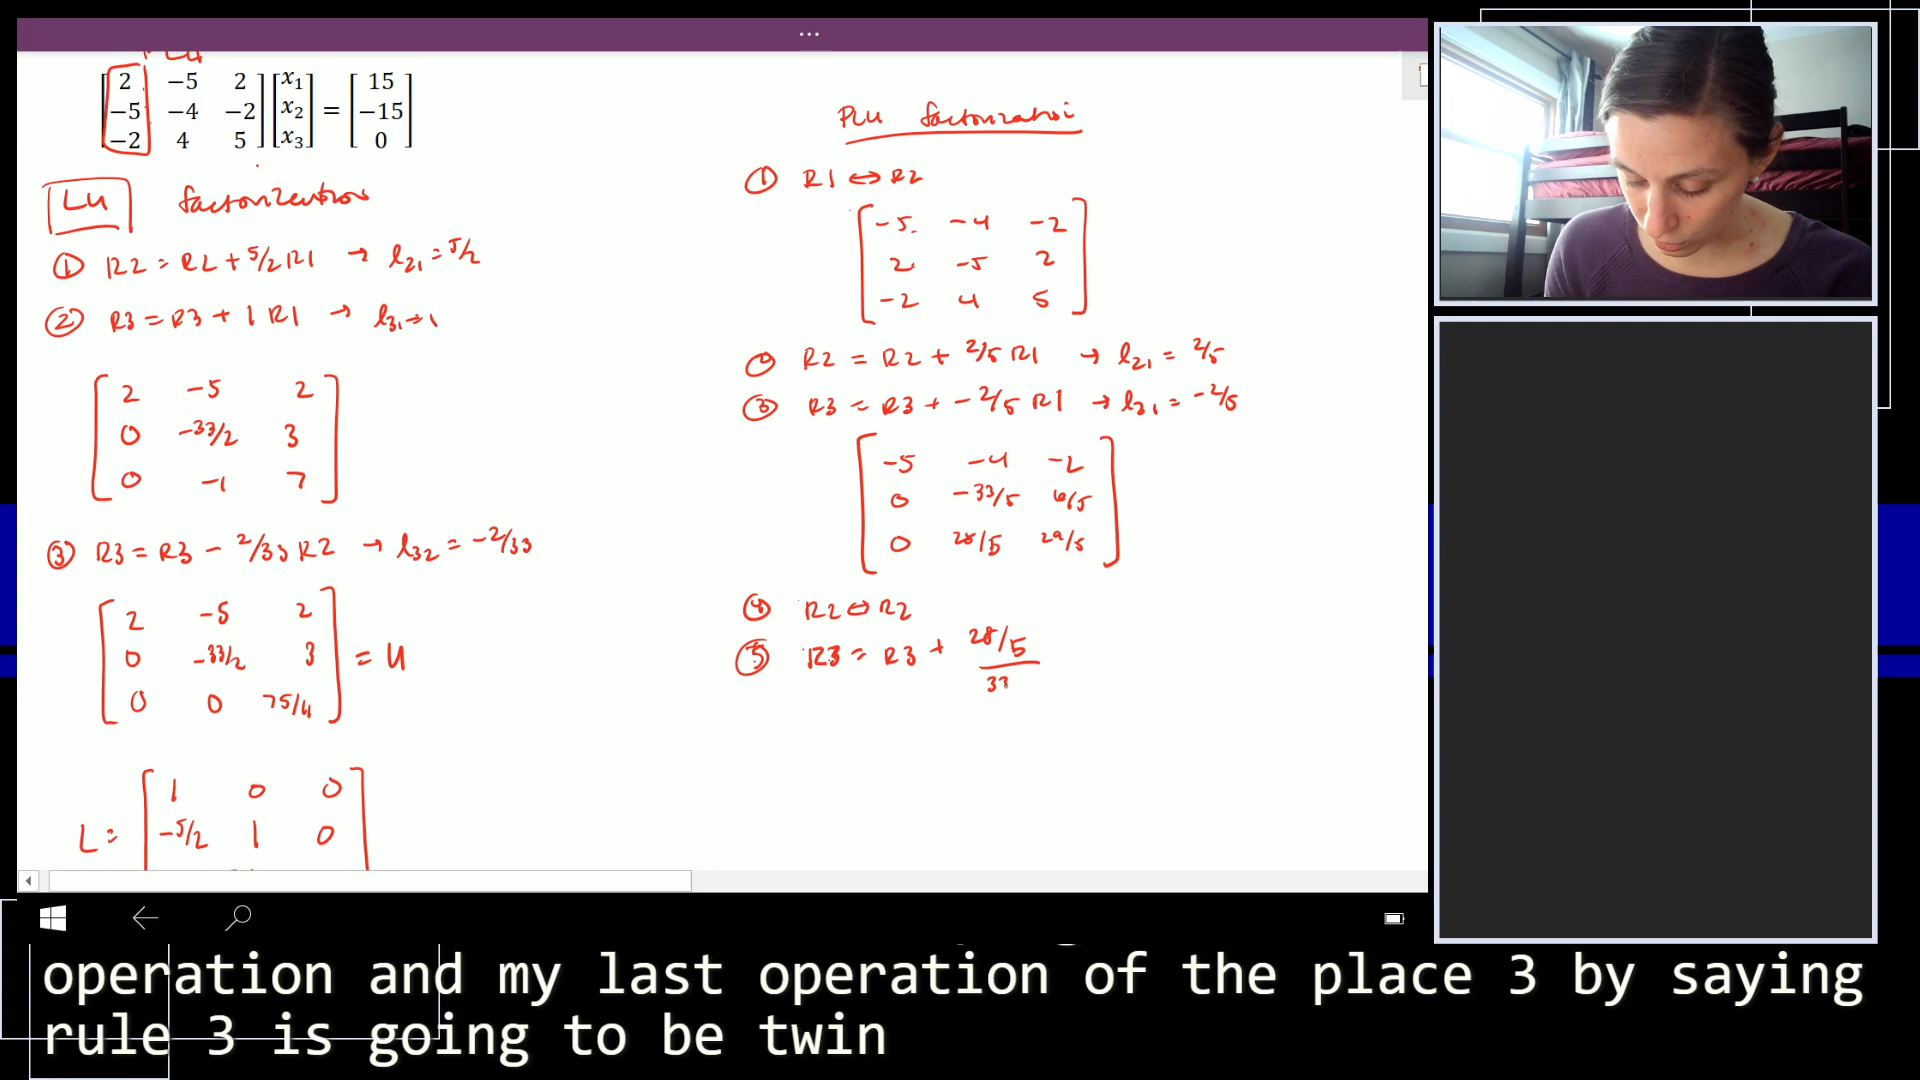 ...
[2 -5 2] [x₁] = [15]
[-5 -4 -2] [x₂] = [-15]
[-2 4 5] [x₃] = [0]
LU factorization
① R2 = R2 + 5/2 R1 → l₂₁ = 5/2
② R3 = R3 + 1 R1 → l₃₁ → 1
2 -5 2
0 -33/2 3
0 -1 7
③ R3 = R3 - 2/33 R2 → l₃₂ = -2/33
2 -5 2
0 -33/2 3 = U
0 0 75/11
1 0 0
L = -5/2 1 0
PLU factorization
① R1 ↔ R2
-5 -4 -2
2 -5 2
-2 4 5
R2 = R2 + 2/5 R1 → l₂₁ = 2/5
③ R3 = R3 + -2/5 R1 → l₃₁ = -2/5
-5 -4 -2
0 -33/5 6/5
0 28/5 29/5
④ R2 ↔ R2
⑤ R3 = R3 + 28/5
33
operation and my last operation of the place 3 by saying
rule 3 is going to be twin